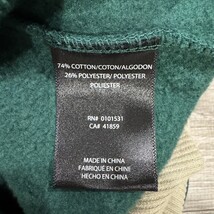 74% COTTON/COTON/ALGODON
26% POLYESTER/ POLYESTER/
POLIESTER
RN# 0101531
CA# 41859
MADE IN CHINA
FABRIQUÉ EN CHINE
HECHO EN CHINA